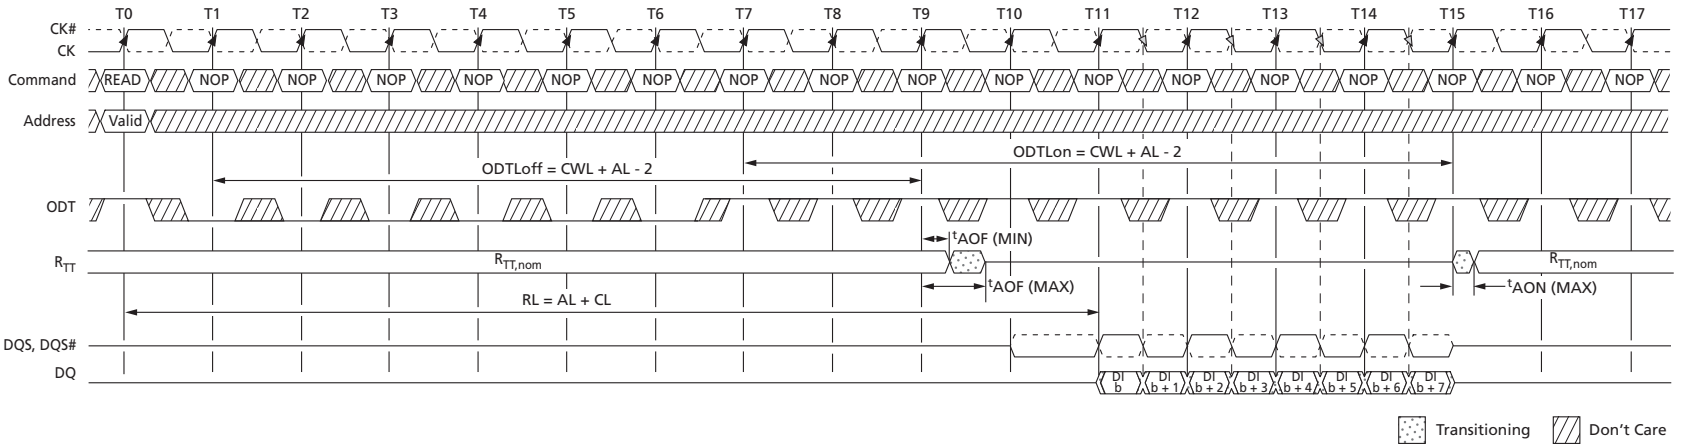 T0 T1 T2 T3 T4 T5 T6 T7 T8 T9 T10 T11 T12 T13 T14 T15 T16 T17
CK#
CK
Command READ NOP NOP NOP NOP NOP NOP NOP NOP NOP NOP NOP NOP NOP NOP NOP NOP NOP
Address Valid
ODTLon = CWL + AL - 2
ODTLoff = CWL + AL - 2
ODT
tAOF (MIN)
RTT RTT,nom RTT,nom
tAOF (MAX) tAON (MAX)
RL = AL + CL
DQS, DQS#
DQ
DI b DI b + 1 DI b + 2 DI b + 3 DI b + 4 DI b + 5 DI b + 6 DI b + 7
Transitioning Don't Care